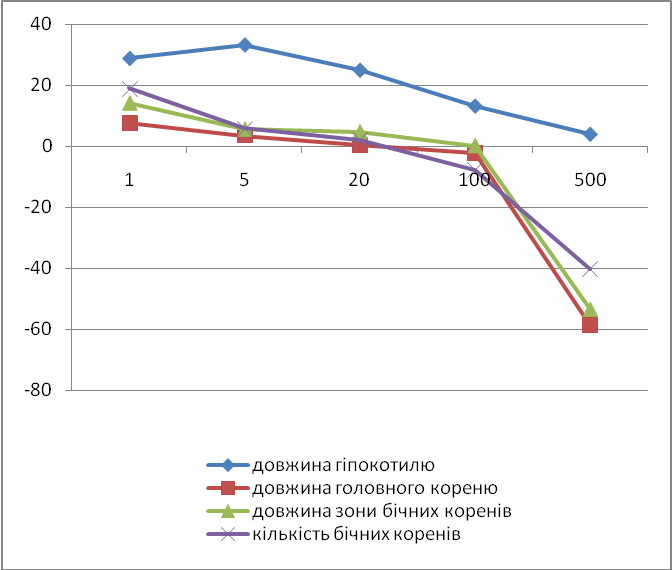 40
20
0
-20
-40
-60
-80
1 5 20 100 500
довжина гіпокотилю
довжина головного кореню
довжина зони бічних коренів
кількість бічних коренів